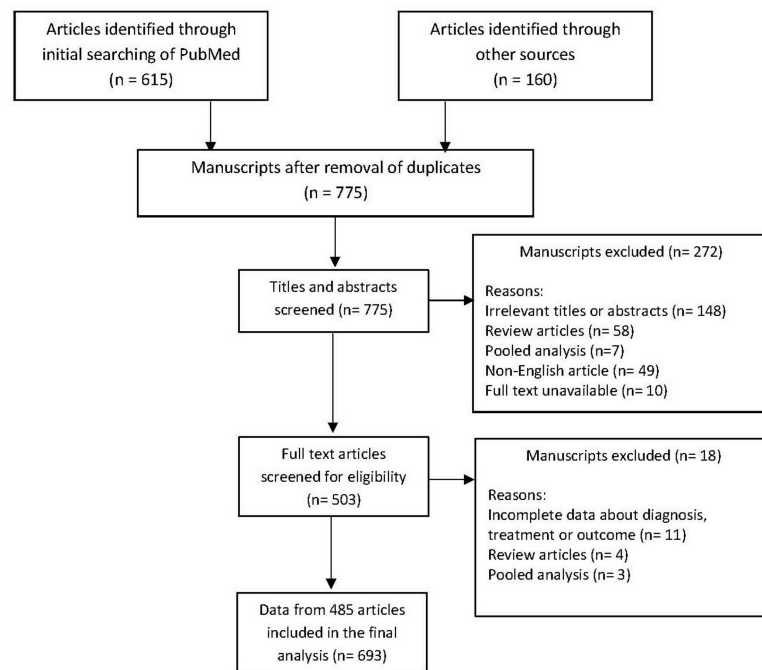 Articles identified through
initial searching of PubMed
(n = 615)
Articles identified through
other sources
(n = 160)
Manuscripts after removal of duplicates
(n = 775)
Titles and abstracts
screened (n = 775)
Manuscripts excluded (n= 272)
Reasons:
Irrelevant titles or abstracts (n= 148)
Review articles (n= 58)
Pooled analysis (n=7)
Non-English article (n= 49)
Full text unavailable (n= 10)
Full text articles
screened for eligibility
(n= 503)
Manuscripts excluded (n= 18)
Reasons:
Incomplete data about diagnosis,
treatment or outcome (n= 11)
Review articles (n= 4)
Pooled analysis (n= 3)
Data from 485 articles
included in the final
analysis (n= 693)